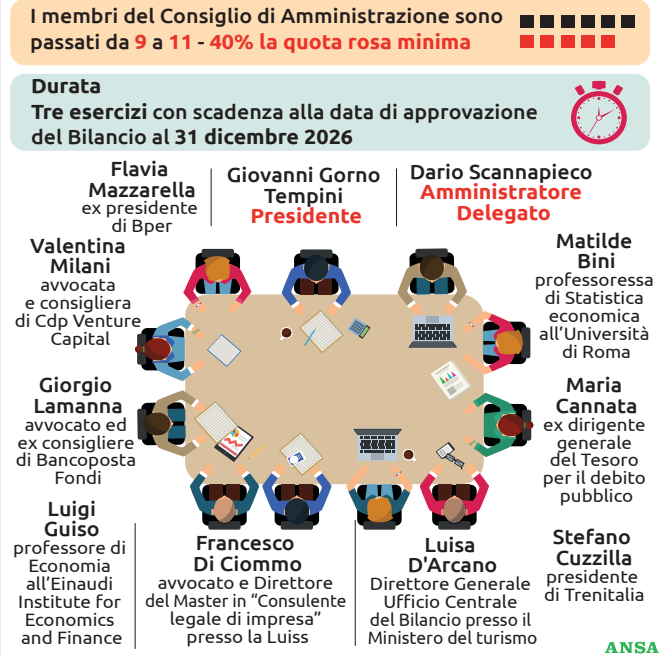 I membri del Consiglio di Amministrazione sono
passati da 9 a 11 - 40% la quota rosa minima
Durata
Tre esercizi con scadenza alla data di approvazione
del Bilancio al 31 dicembre 2026
Flavia
Mazzarella
ex presidente
di Bper
Giovanni Gorno
Tempini
Presidente
Dario Scannapieco
Amministratore
Delegato
Valentina
Milani
avvocata
e consigliera
di Cdp Venture
Capital
Matilde
Bini
professoressa
di Statistica
economica
all'Università
di Roma
Giorgio
Lamanna
avvocato ed
ex consigliere
di Bancoposta
Fondi
Maria
Cannata
ex dirigente
generale
del Tesoro
per il debito
pubblico
Luigi
Guiso
professore di
Economia
all'Einaudi
Institute for
Economics
and Finance
Francesco
Di Ciommo
avvocato e Direttore
del Master in “Consulente
legale di impresa”
presso la Luiss
Luisa
D'Arcano
Direttore Generale
Ufficio Centrale
del Bilancio presso il
Ministero del turismo
Stefano
Cuzzilla
presidente
di Trenitalia
ANSA